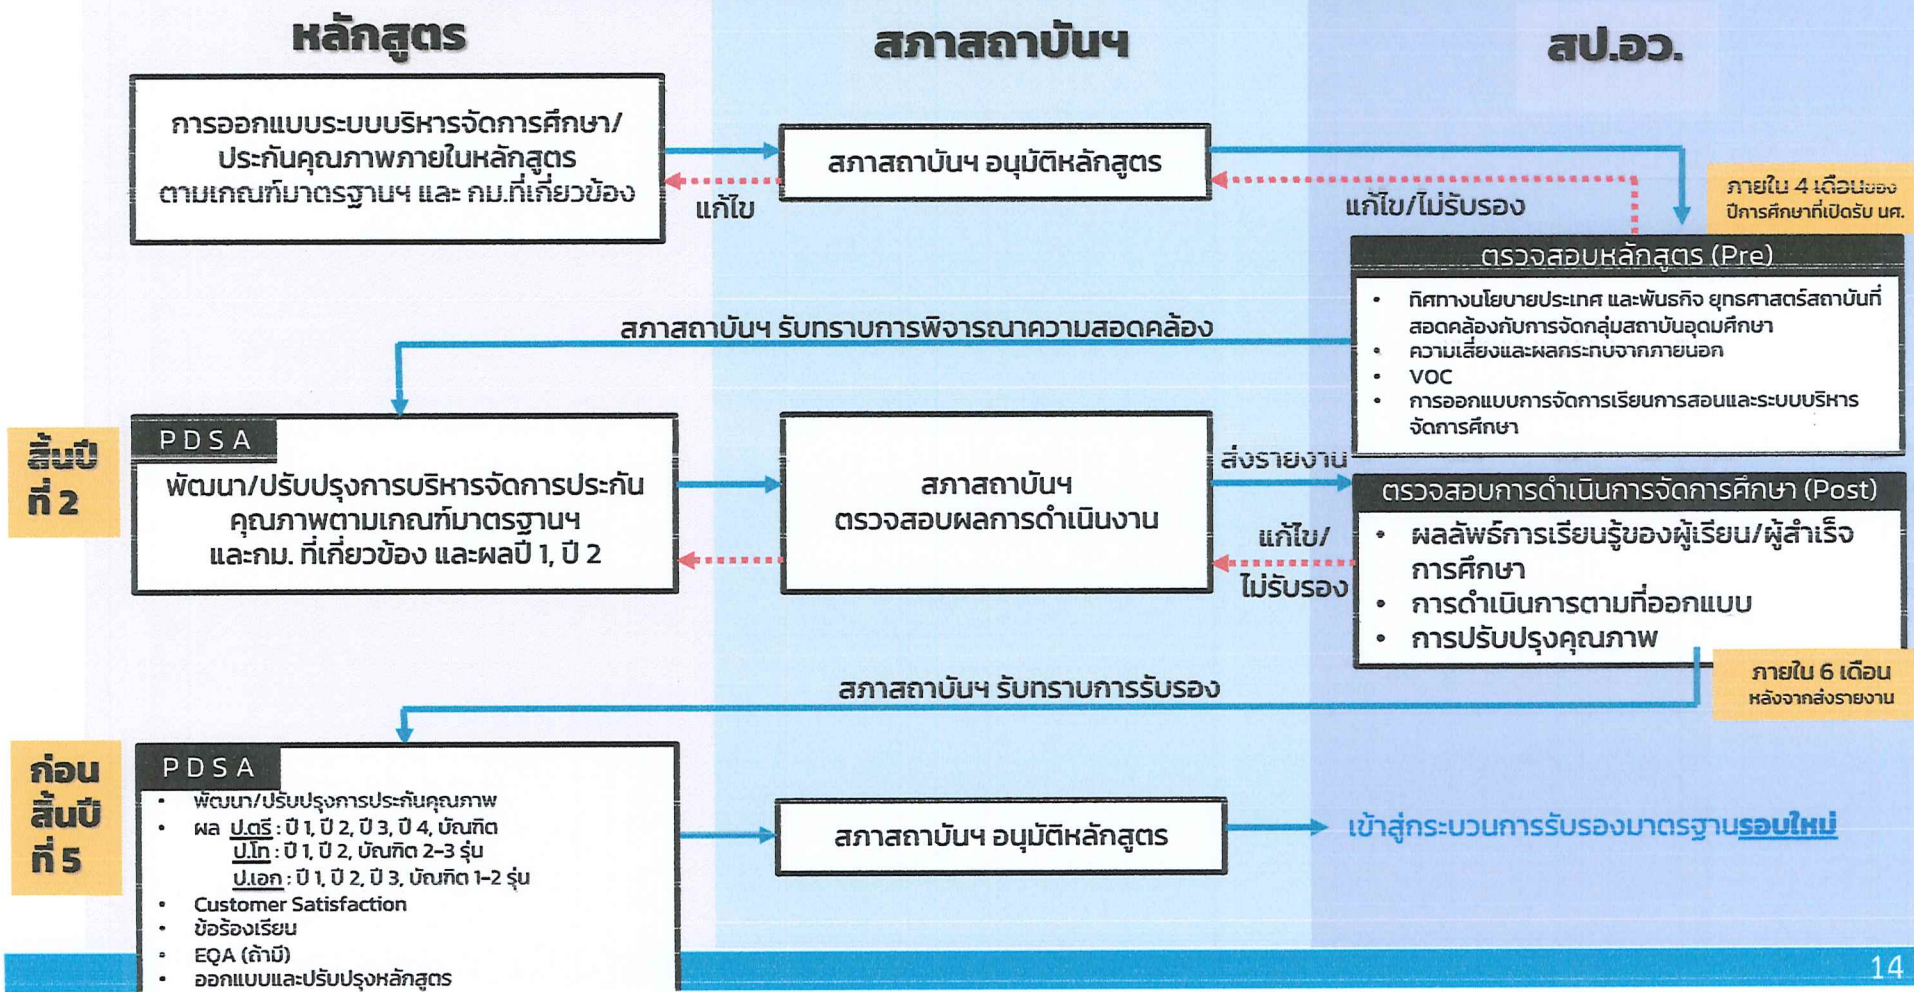 หลักสูตร
สภาสถาบันฯ
สป.อว.
การออกแบบระบบบริหารจัดการศึกษา/
ประกันคุณภาพภายในหลักสูตร
ตามเกณฑ์มาตรฐานฯ และ กม.ที่เกี่ยวข้อง
แก้ไข
สภาสถาบันฯ อนุมัติหลักสูตร
แก้ไข/ไม่รับรอง
ภายใน 4 เดือนของ
ปีการศึกษาที่เปิดรับ นศ.
ตรวจสอบหลักสูตร (Pre)
• ทิศทางนโยบายประเทศ และพันธกิจ ยุทธศาสตร์สถาบันที่
สอดคล้องกับการจัดกลุ่มสถาบันอุดมศึกษา
• ความเสี่ยงและผลกระทบจากภายนอก
• VOC
• การออกแบบการจัดการเรียนการสอนและระบบบริหาร
จัดการศึกษา
สภาสถาบันฯ รับทราบการพิจารณาความสอดคล้อง
สิ้นปี
ที่ 2
PDSA
พัฒนา/ปรับปรุงการบริหารจัดการประกัน
คุณภาพตามเกณฑ์มาตรฐานฯ
และกม. ที่เกี่ยวข้อง และผลปี 1, ปี 2
สภาสถาบันฯ
ตรวจสอบผลการดำเนินงาน
ส่งรายงาน
แก้ไข/
ไม่รับรอง
ตรวจสอบการดำเนินการจัดการศึกษา (Post)
• ผลลัพธ์การเรียนรู้ของผู้เรียน/ผู้สำเร็จ
การศึกษา
• การดำเนินการตามที่ออกแบบ
• การปรับปรุงคุณภาพ
ภายใน 6 เดือน
หลังจากส่งรายงาน
สภาสถาบันฯ รับทราบการรับรอง
ก่อน
สิ้นปี
ที่ 5
PDSA
• พัฒนา/ปรับปรุงการประกันคุณภาพ
• ผล ป.ตรี : ปี 1, ปี 2, ปี 3, ปี 4, บัณฑิต
ป.โท : ปี 1, ปี 2, บัณฑิต 2-3 รุ่น
ป.เอก : ปี 1, ปี 2, ปี 3, บัณฑิต 1-2 รุ่น
• Customer Satisfaction
• ข้อร้องเรียน
• EQA (ถ้ามี)
• ออกแบบและปรับปรุงหลักสูตร
สภาสถาบันฯ อนุมัติหลักสูตร
เข้าสู่กระบวนการรับรองมาตรฐานรอบใหม่
14